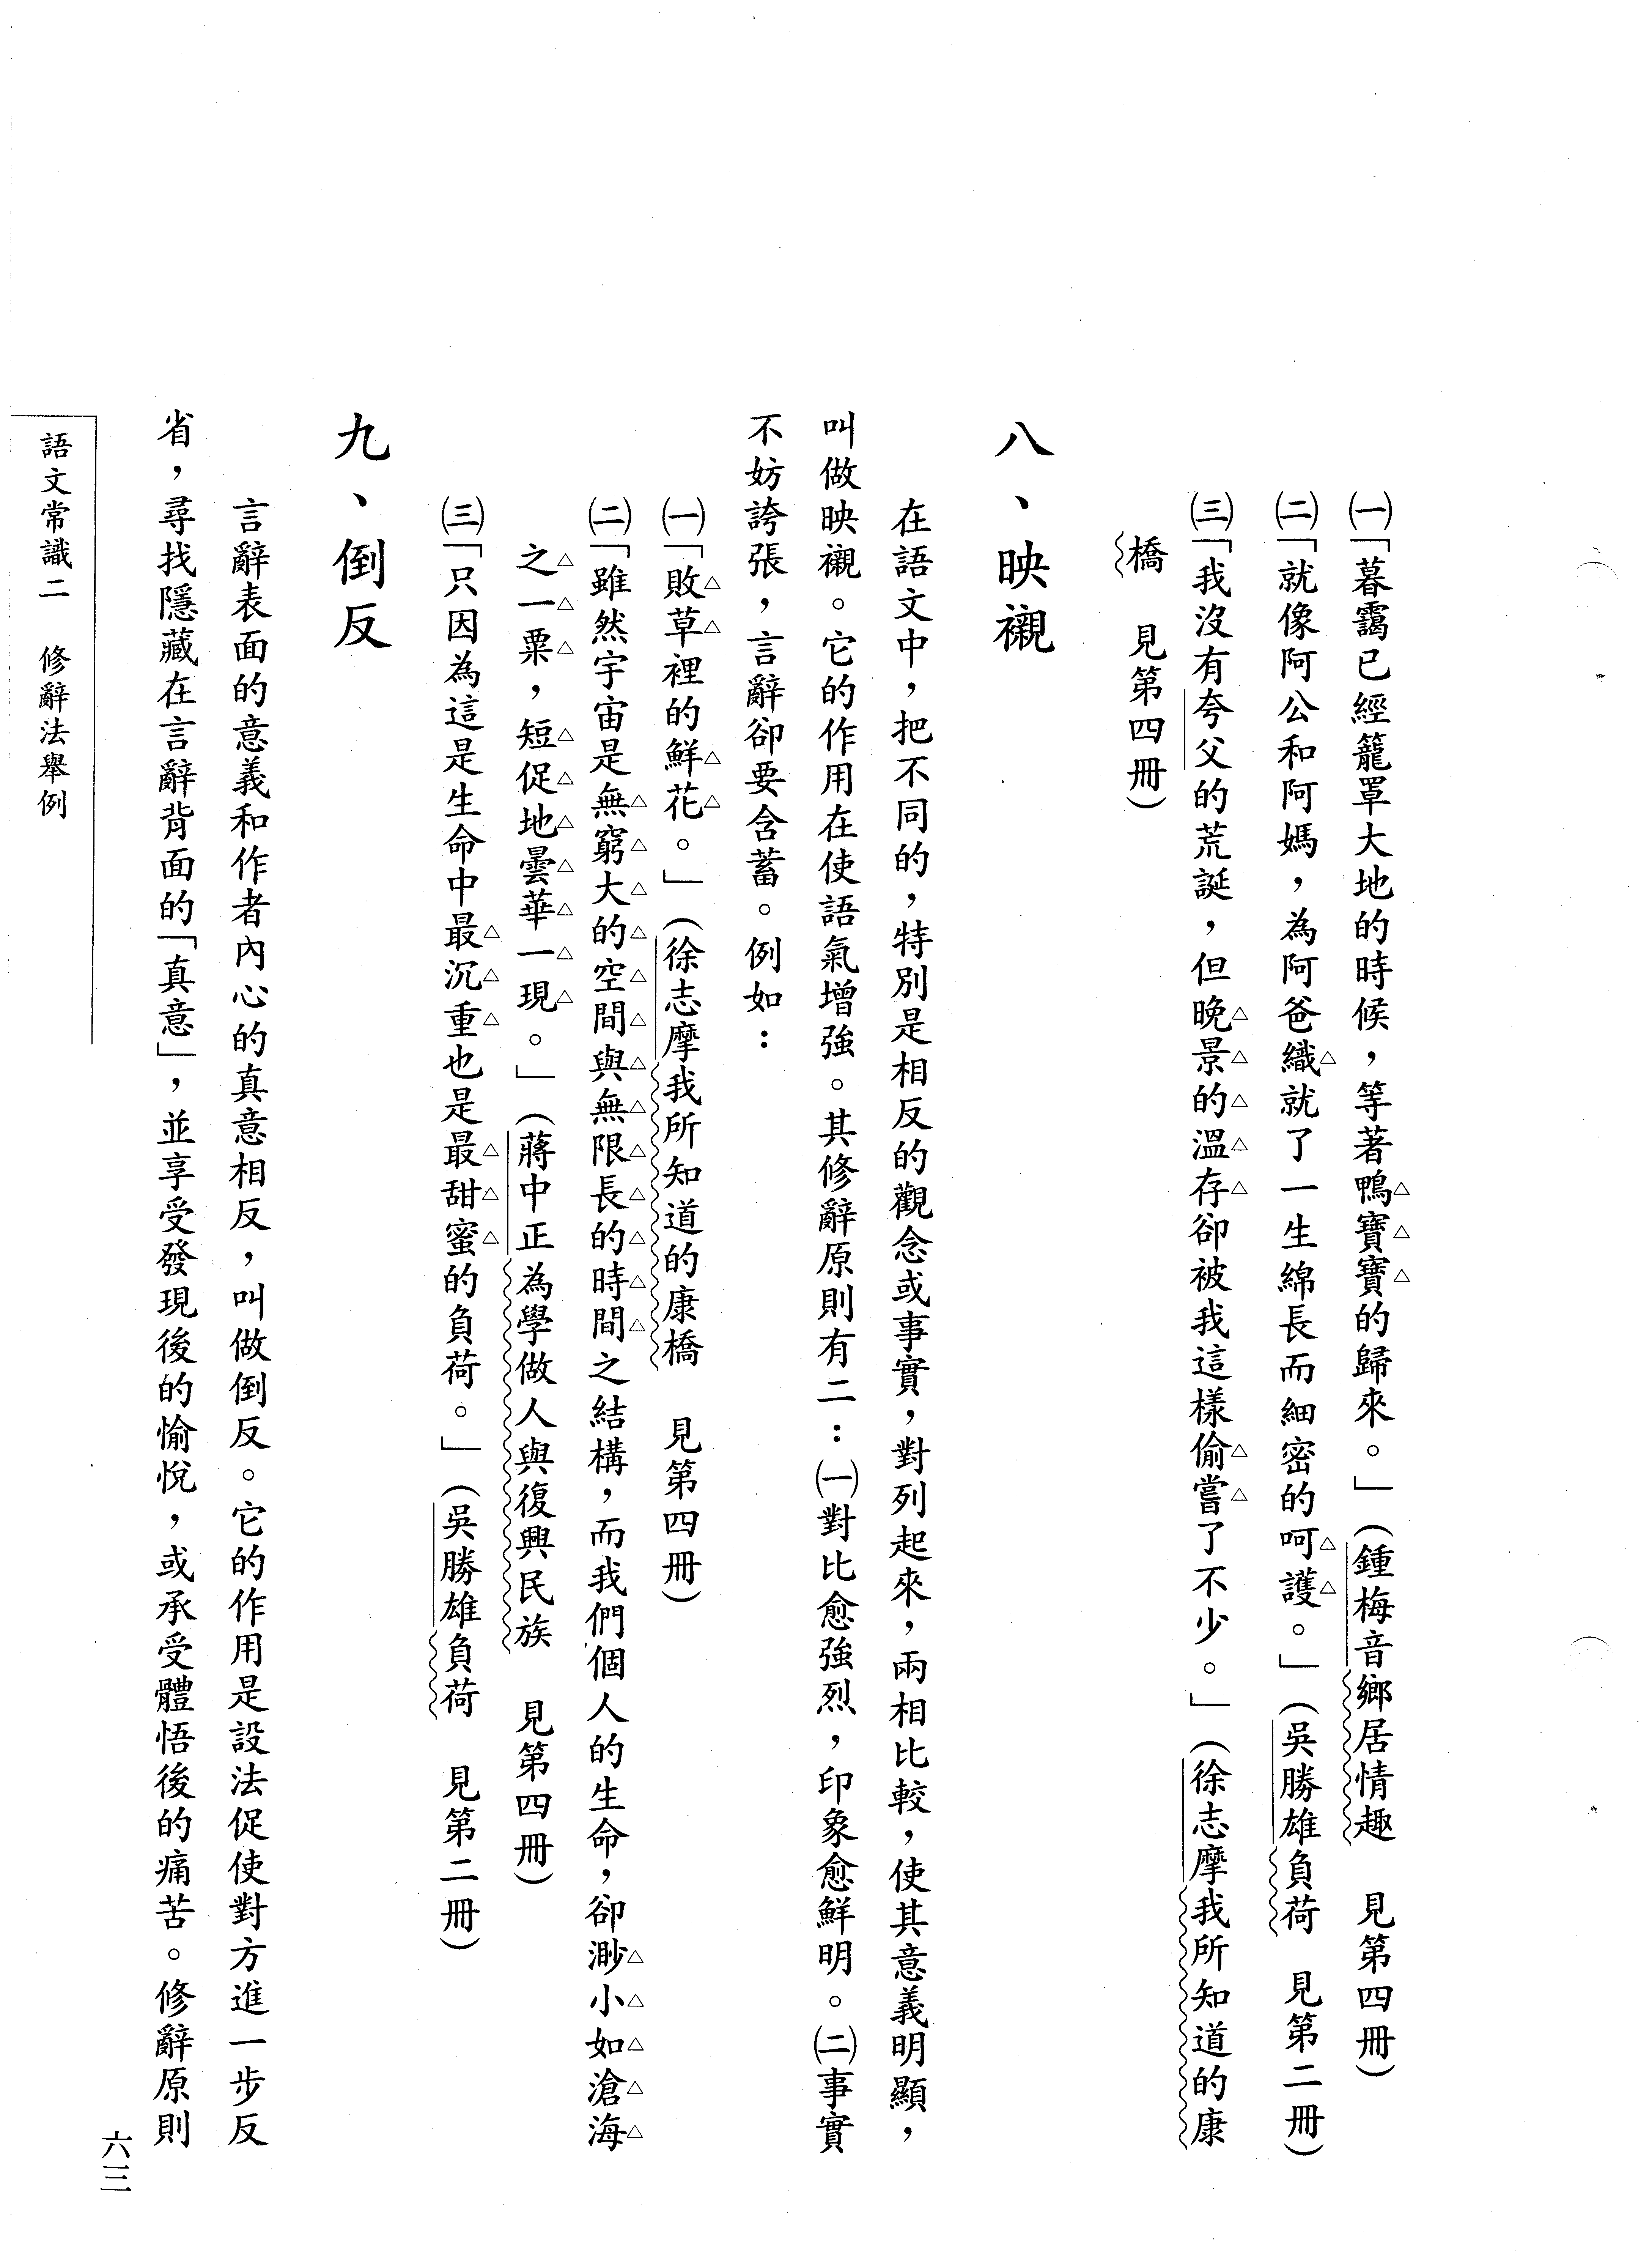 ㈠「暮靄已經籠罩大地的時候，等著鴨寶寶的歸來。」（鍾梅音鄉居情趣　見第四冊）
㈡「就像阿公和阿媽，為阿爸織就了一生綿長而細密的呵護。」（吳勝雄負荷　見第二冊）
㈢「我沒有夸父的荒誕，但晚景的溫存卻被我這樣偷嘗了不少。」（徐志摩我所知道的康
橋　見第四冊）
八、映襯
在語文中，把不同的，特別是相反的觀念或事實，對列起來，兩相比較，使其意義明顯，
叫做映襯。它的作用在使語氣增強。其修辭原則有二：㈠對比愈強烈，印象愈鮮明。㈡事實
不妨誇張，言辭卻要含蓄。例如：
㈠「敗草裡的鮮花。」（徐志摩我所知道的康橋　見第四冊）
㈡「雖然宇宙是無窮大的空間與無限長的時間之結構，而我們個人的生命，卻渺小如滄海
之一粟，短促地曇華一現。」（蔣中正為學做人與復興民族　見第四冊）
㈢「只因為這是生命中最沉重也是最甜蜜的負荷。」（吳勝雄負荷　見第二冊）
九、倒反
言辭表面的意義和作者內心的真意相反，叫做倒反。它的作用是設法促使對方進一步反
省，尋找隱藏在言辭背面的「真意」，並享受發現後的愉悅，或承受體悟後的痛苦。修辭原則
語文常識二　修辭法舉例
六三